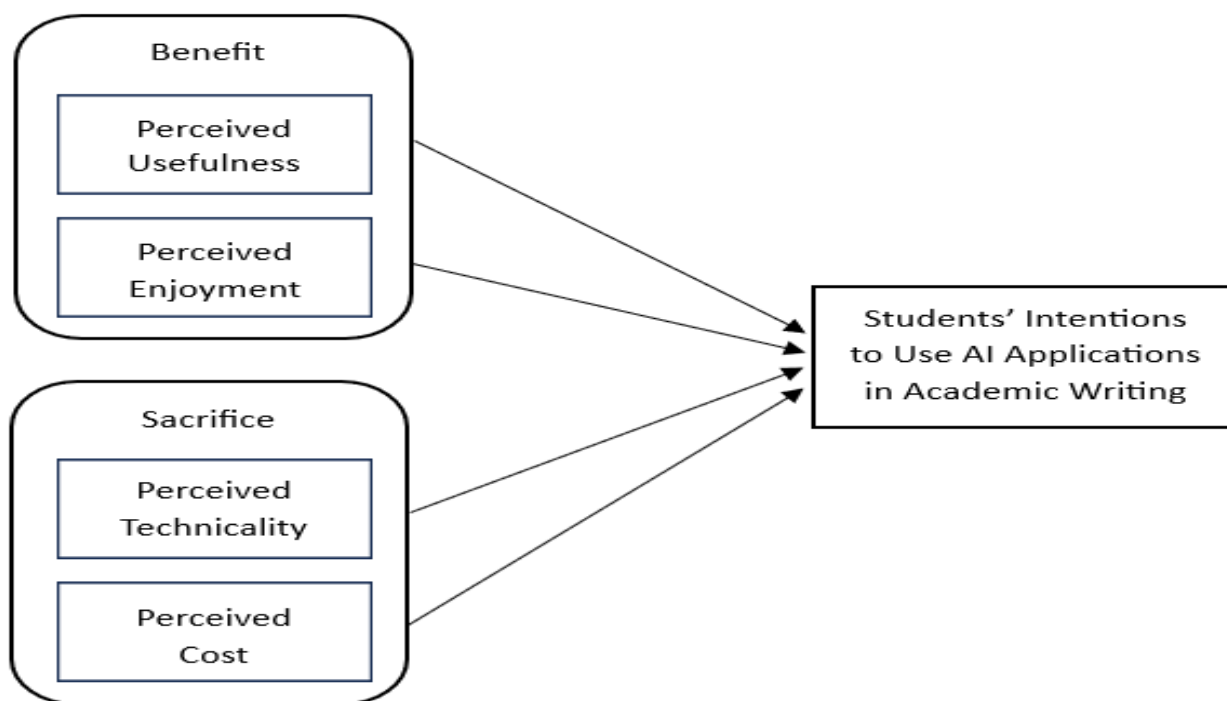 Benefit
Perceived
Usefulness
Perceived
Enjoyment
Sacrifice
Perceived
Technicality
Perceived
Cost
Students’ Intentions
to Use AI Applications
in Academic Writing